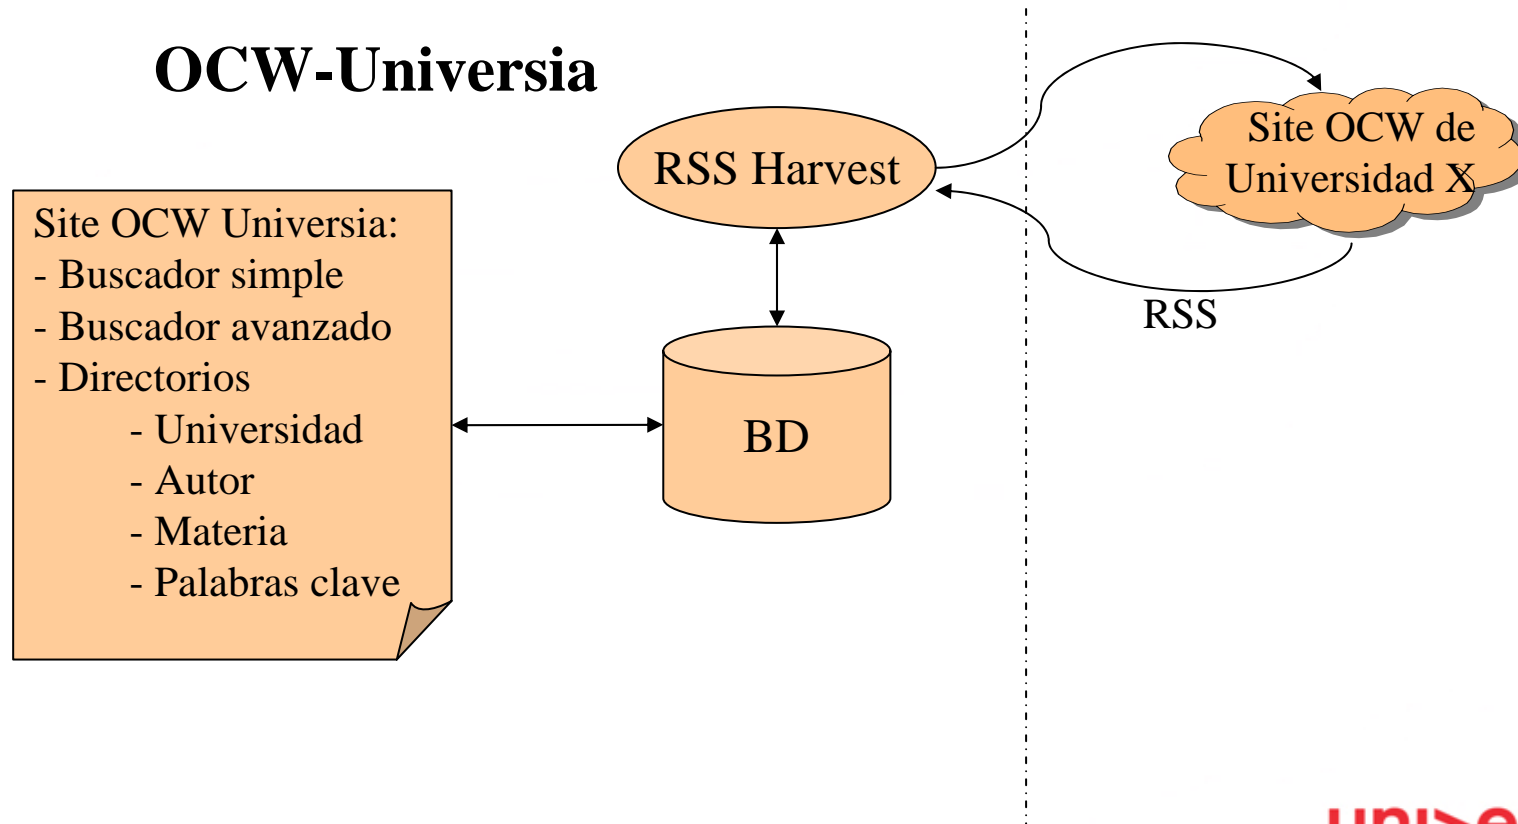 OCW-Universia
RSS Harvest
Site OCW de
Universidad X
RSS
Site OCW Universia:
- Buscador simple
- Buscador avanzado
- Directorios
- Universidad
- Autor
- Materia
- Palabras clave
BD